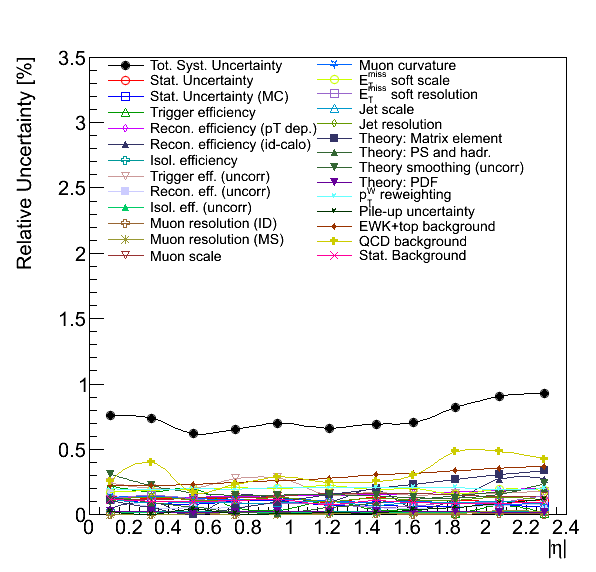 Relative Uncertainty [%]
3.5
3
2.5
2
1.5
1
0.5
0
Tot. Syst. Uncertainty
Stat. Uncertainty
Stat. Uncertainty (MC)
Trigger efficiency
Recon. efficiency (pT dep.)
Recon. efficiency (id-calo)
Isol. efficiency
Trigger eff. (uncorr)
Recon. eff. (uncorr)
Isol. eff. (uncorr)
Muon resolution (ID)
Muon resolution (MS)
Muon scale
Muon curvature
E_T^miss soft scale
E_T^miss soft resolution
Jet scale
Jet resolution
Theory: Matrix element
Theory: PS and hadr.
Theory smoothing (uncorr)
Theory: PDF
p_T^W reweighting
Pile-up uncertainty
EWK+top background
QCD background
Stat. Background
0 0.2 0.4 0.6 0.8 1 1.2 1.4 1.6 1.8 2 2.2 2.4
|η|